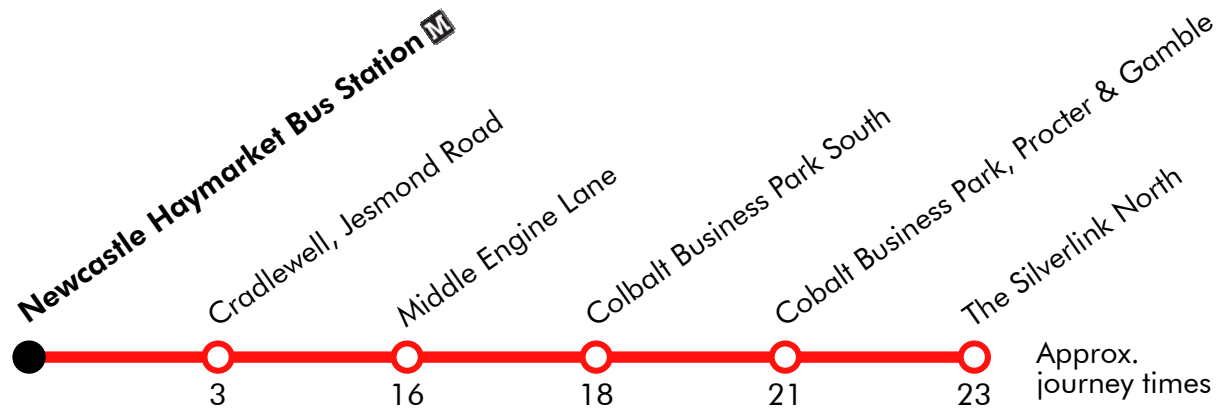 Newcastle Haymarket Bus Station M
Cradlewell, Jesmond Road
Middle Engine Lane
Colbalt Business Park South
Cobalt Business Park, Procter & Gamble
The Silverlink North
3
16
18
21
23
Approx.
journey times